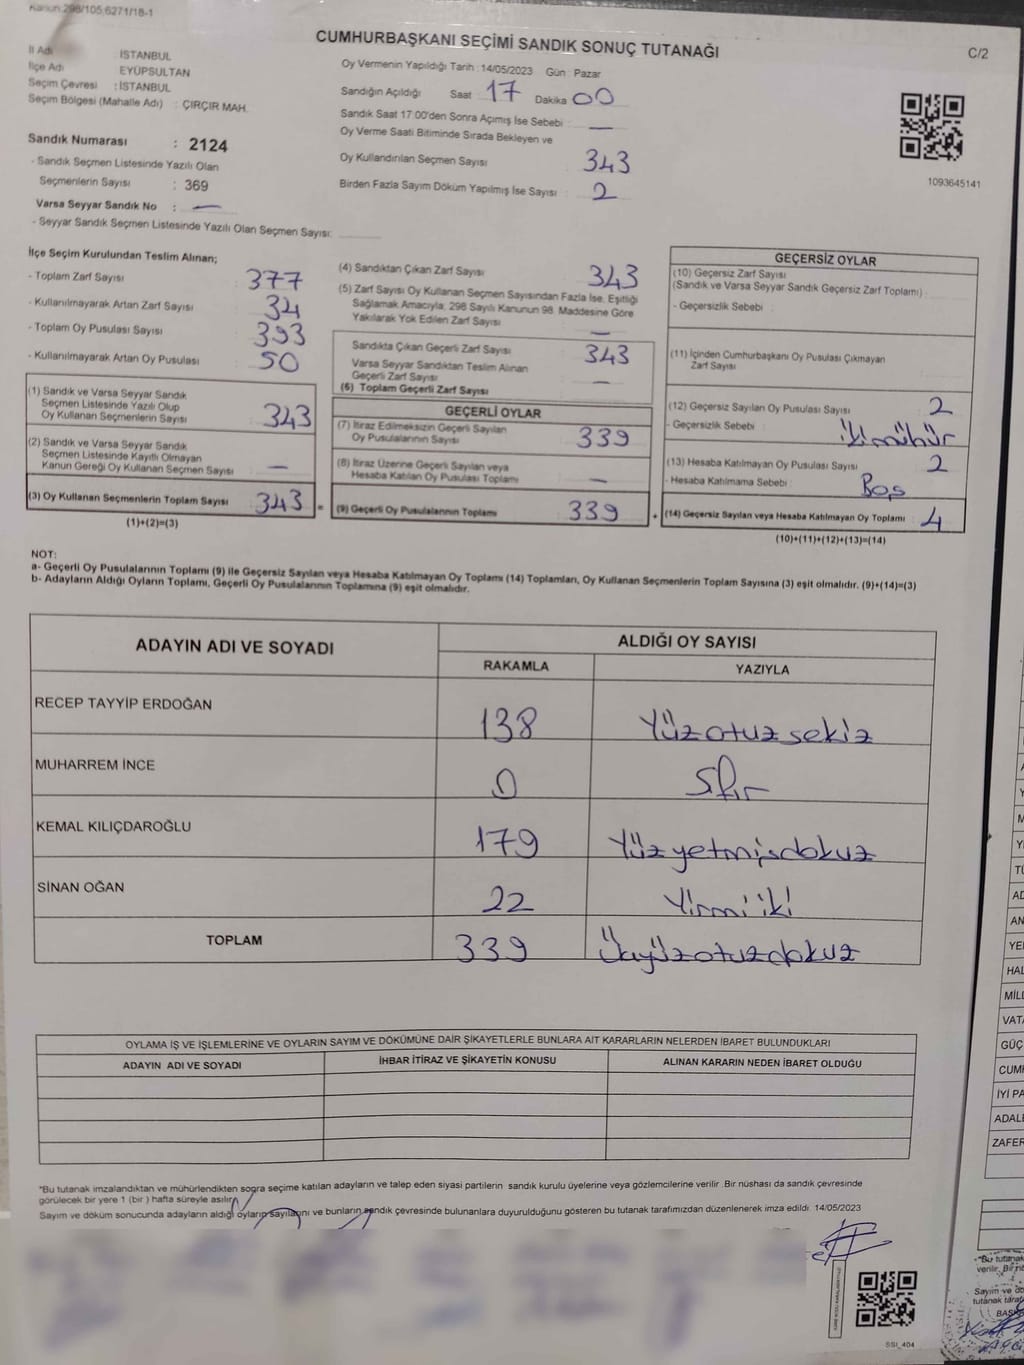 Kanun:298/105,6271/18-1
CUMHURBAŞKANI SEÇİMİ SANDIK SONUÇ TUTANAĞI
C/2
İl Adı : İSTANBUL
İlçe Adı : EYÜPSULTAN
Seçim Çevresi : İSTANBUL
Seçim Bölgesi (Mahalle Adı) : ÇIRÇIR MAH.
Sandık Numarası : 2124
- Sandık Seçmen Listesinde Yazılı Olan
Seçmenlerin Sayısı : 369
Varsa Seyyar Sandık No : —
- Seyyar Sandık Seçmen Listesinde Yazılı Olan Seçmen Sayısı:
Oy Vermenin Yapıldığı Tarih : 14/05/2023 Gün : Pazar
Sandığın Açıldığı Saat 17 Dakika 00
Sandık Saat 17 00'den Sonra Açımış İse Sebebi : —
Oy Verme Saati Bitiminde Sırada Bekleyen ve
Oy Kullandırılan Seçmen Sayısı 343
Birden Fazla Sayım Döküm Yapılmış İse Sayısı : 2
1093645141
İlçe Seçim Kurulundan Teslim Alınan;
- Toplam Zarf Sayısı 377
- Kullanılmayarak Artan Zarf Sayısı 34
- Toplam Oy Pusulası Sayısı 393
- Kullanılmayarak Artan Oy Pusulası 50
(1) Sandık ve Varsa Seyyar Sandık
Seçmen Listesinde Yazılı Olup
Oy Kullanan Seçmenlerin Sayısı 343
(2) Sandık ve Varsa Seyyar Sandık
Seçmen Listesinde Kayıtlı Olmayan
Kanun Gereği Oy Kullanan Seçmen Sayısı —
(3) Oy Kullanan Seçmenlerin Toplam Sayısı 343 =
(1)+(2)=(3)
(4) Sandıktan Çıkan Zarf Sayısı 343
(5) Zarf Sayısı Oy Kullanan Seçmen Sayısından Fazla İse, Eşitliği
Sağlamak Amacıyla; 298 Sayılı Kanunun 98. Maddesine Göre
Yakılarak Yok Edilen Zarf Sayısı —
Sandıkta Çıkan Geçerli Zarf Sayısı 343
Varsa Seyyar Sandıktan Teslim Alınan
Geçerli Zarf Sayısı —
(6) Toplam Geçerli Zarf Sayısı
GEÇERLİ OYLAR
(7) İtiraz Edilmeksizin Geçerli Sayılan
Oy Pusulalarının Sayısı 339
(8) İtiraz Üzerine Geçerli Sayılan veya
Hesaba Katılan Oy Pusulası Toplamı —
(9) Geçerli Oy Pusulalarının Toplamı 339 +
GEÇERSİZ OYLAR
(10) Geçersiz Zarf Sayısı
(Sandık ve Varsa Seyyar Sandık Geçersiz Zarf Toplamı) :
- Geçersizlik Sebebi :
(11) İçinden Cumhurbaşkanı Oy Pusulası Çıkmayan
Zarf Sayısı
(12) Geçersiz Sayılan Oy Pusulası Sayısı 2
- Geçersizlik Sebebi : İki mühür
(13) Hesaba Katılmayan Oy Pusulası Sayısı 2
- Hesaba Katılmama Sebebi : Boş
(14) Geçersiz Sayılan veya Hesaba Katılmayan Oy Toplamı 4
(10)+(11)+(12)+(13)=(14)
NOT:
a- Geçerli Oy Pusulalarının Toplamı (9) ile Geçersiz Sayılan veya Hesaba Katılmayan Oy Toplamı (14) Toplamları, Oy Kullanan Seçmenlerin Toplam Sayısına (3) eşit olmalıdır. (9)+(14)=(3)
b- Adayların Aldığı Oyların Toplamı, Geçerli Oy Pusulalarının Toplamına (9) eşit olmalıdır.
ADAYIN ADI VE SOYADI
ALDIĞI OY SAYISI
RAKAMLA YAZIYLA
RECEP TAYYİP ERDOĞAN 138 Yüzotuzsekiz
MUHARREM İNCE 0 Sıfır
KEMAL KILIÇDAROĞLU 179 Yüzyetmişdokuz
SİNAN OĞAN 22 Yirmiiki
TOPLAM 339 Üçyüzotuzdokuz
OYLAMA İŞ VE İŞLEMLERİNE VE OYLARIN SAYIM VE DÖKÜMÜNE DAİR ŞİKAYETLERLE BUNLARA AİT KARARLARIN NELERDEN İBARET BULUNDUKLARI
ADAYIN ADI VE SOYADI İHBAR İTİRAZ VE ŞİKAYETİN KONUSU ALINAN KARARIN NEDEN İBARET OLDUĞU
*Bu tutanak imzalandıktan ve mühürlendikten sonra seçime katılan adayların ve talep eden siyasi partilerin sandık kurulu üyelerine veya gözlemcilerine verilir. Bir nüshası da sandık çevresinde
görülecek bir yere 1 (bir ) hafta süreyle asılır.
Sayım ve döküm sonucunda adayların aldığı oyların sayılarını ve bunların sandık çevresinde bulunanlara duyurulduğunu gösteren bu tutanak tarafımızdan düzenlenerek imza edildi. 14/05/2023
SSI_404
YE
HAL
MİLL
VATA
GÜÇ
CUMH
İYİ PA
ADALE
ZAFER
*Bu tutanak
verilir. Bir n
Sayım ve dö
tutanak taraf
BAŞK